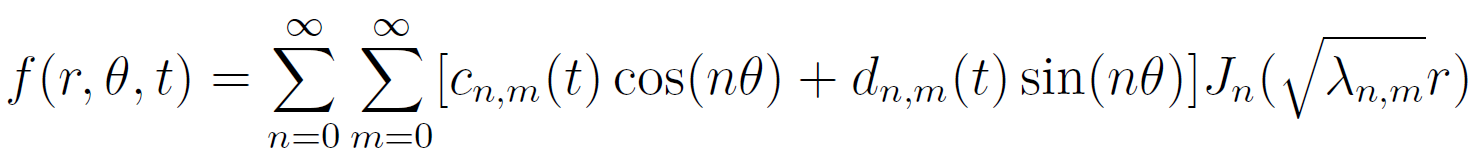 f(r, θ, t) = ∑_{n=0}^{∞} ∑_{m=0}^{∞} [c_{n,m}(t) cos(nθ) + d_{n,m}(t) sin(nθ)] J_n(√(λ_{n,m}) r)